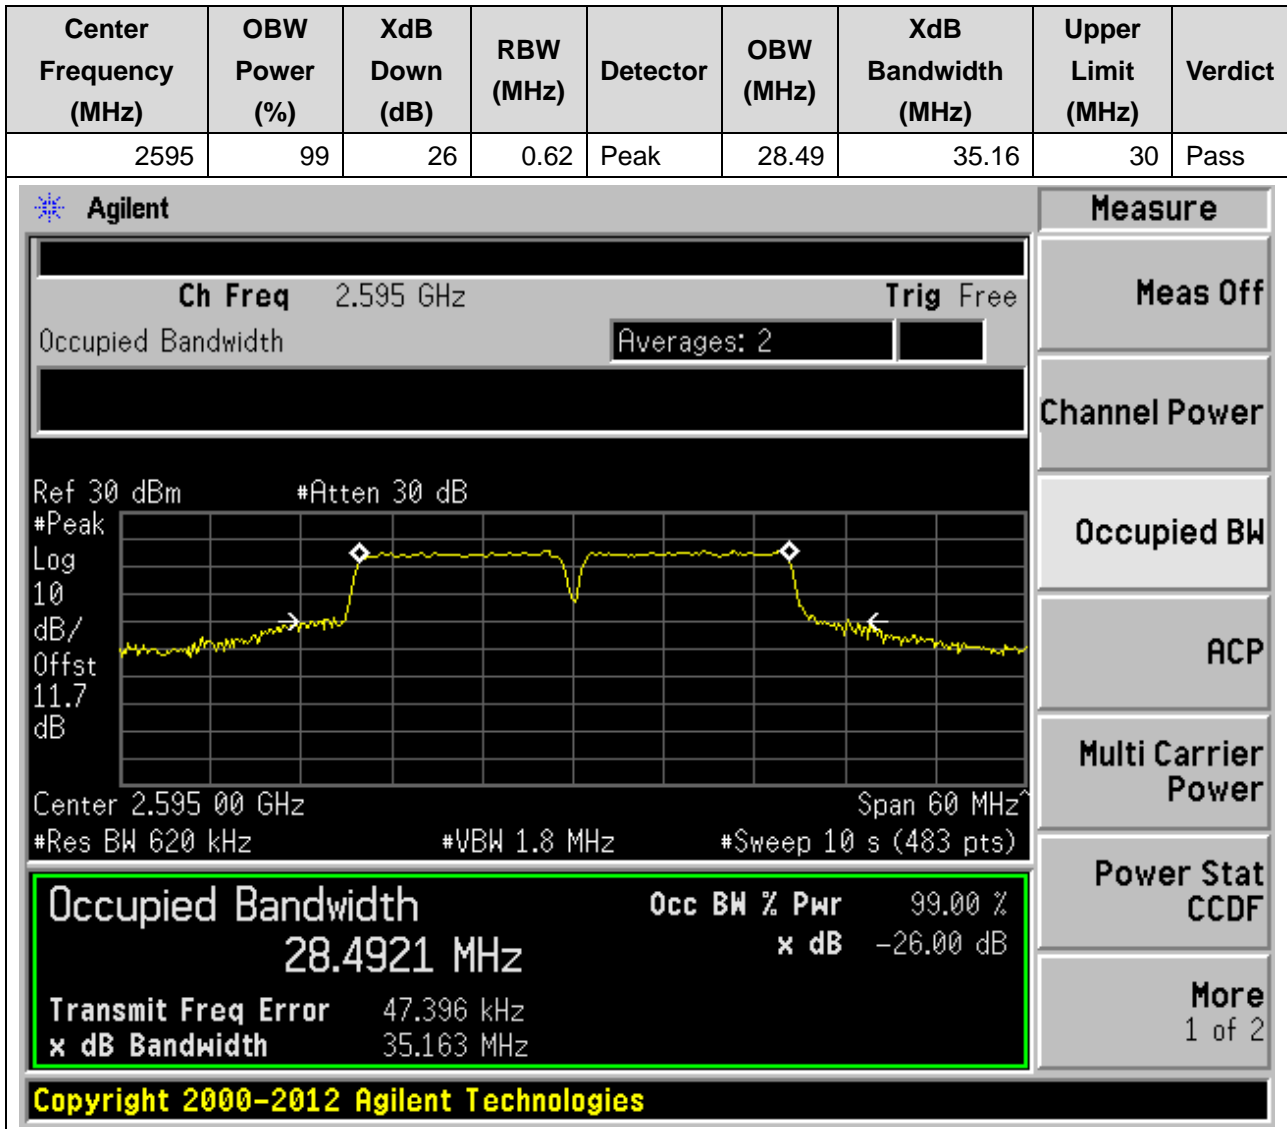 Center Frequency (MHz) OBW Power (%) XdB Down (dB) RBW (MHz) Detector OBW (MHz) XdB Bandwidth (MHz) Upper Limit (MHz) Verdict
2595 99 26 0.62 Peak 28.49 35.16 30 Pass
Agilent
Measure
Ch Freq 2.595 GHz Trig Free
Meas Off
Occupied Bandwidth Averages: 2
Channel Power
Ref 30 dBm #Atten 30 dB
#Peak
Log
10
dB/
Offst
11.7
dB
Occupied BW
ACP
Multi Carrier
Power
Center 2.595 00 GHz Span 60 MHz^
#Res BW 620 kHz #VBW 1.8 MHz #Sweep 10 s (483 pts)
Power Stat
CCDF
Occupied Bandwidth Occ BW % Pwr 99.00 %
28.4921 MHz x dB -26.00 dB
Transmit Freq Error 47.396 kHz
x dB Bandwidth 35.163 MHz
More
1 of 2
Copyright 2000-2012 Agilent Technologies